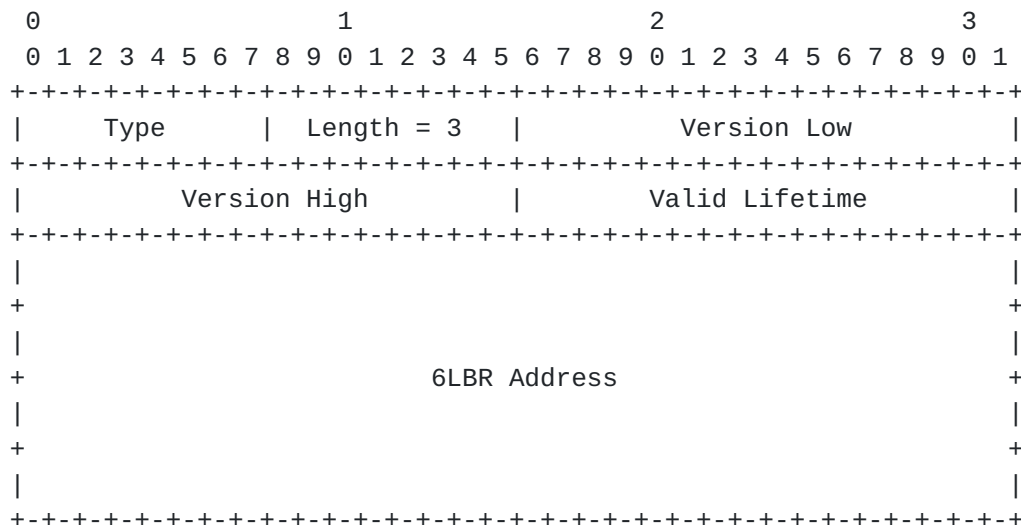 0                   1                   2                   3
 0 1 2 3 4 5 6 7 8 9 0 1 2 3 4 5 6 7 8 9 0 1 2 3 4 5 6 7 8 9 0 1
+-+-+-+-+-+-+-+-+-+-+-+-+-+-+-+-+-+-+-+-+-+-+-+-+-+-+-+-+-+-+-+-+
|     Type      |  Length = 3   |          Version Low          |
+-+-+-+-+-+-+-+-+-+-+-+-+-+-+-+-+-+-+-+-+-+-+-+-+-+-+-+-+-+-+-+-+
|          Version High         |        Valid Lifetime         |
+-+-+-+-+-+-+-+-+-+-+-+-+-+-+-+-+-+-+-+-+-+-+-+-+-+-+-+-+-+-+-+-+
|                                                               |
+                                                               +
|                                                               |
+                          6LBR Address                         +
|                                                               |
+                                                               +
|                                                               |
+-+-+-+-+-+-+-+-+-+-+-+-+-+-+-+-+-+-+-+-+-+-+-+-+-+-+-+-+-+-+-+-+